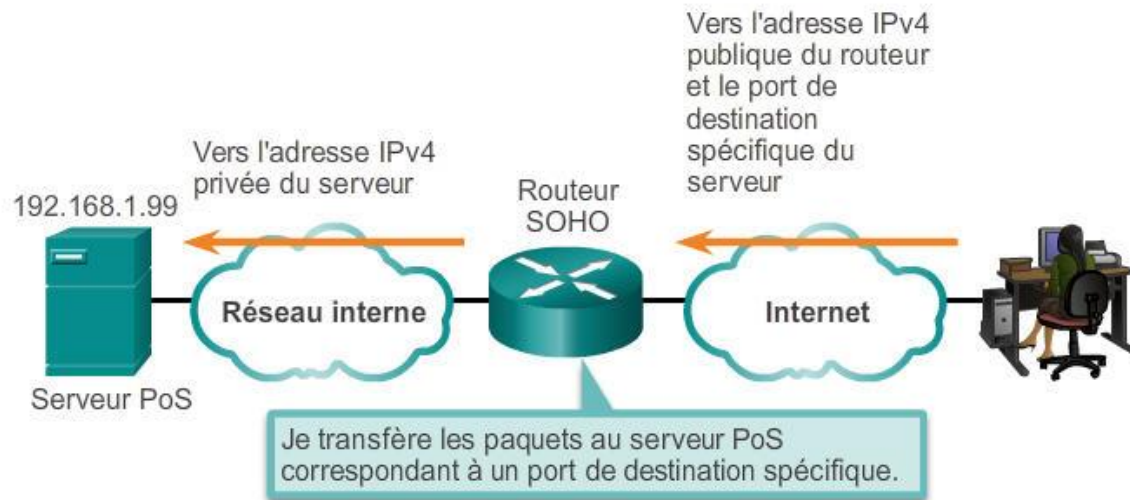 Vers l'adresse IPv4
publique du routeur
et le port de
destination
spécifique du
serveur
Vers l'adresse IPv4
privée du serveur
192.168.1.99
Routeur
SOHO
Réseau interne
Internet
Serveur PoS
Je transfère les paquets au serveur PoS
correspondant à un port de destination spécifique.